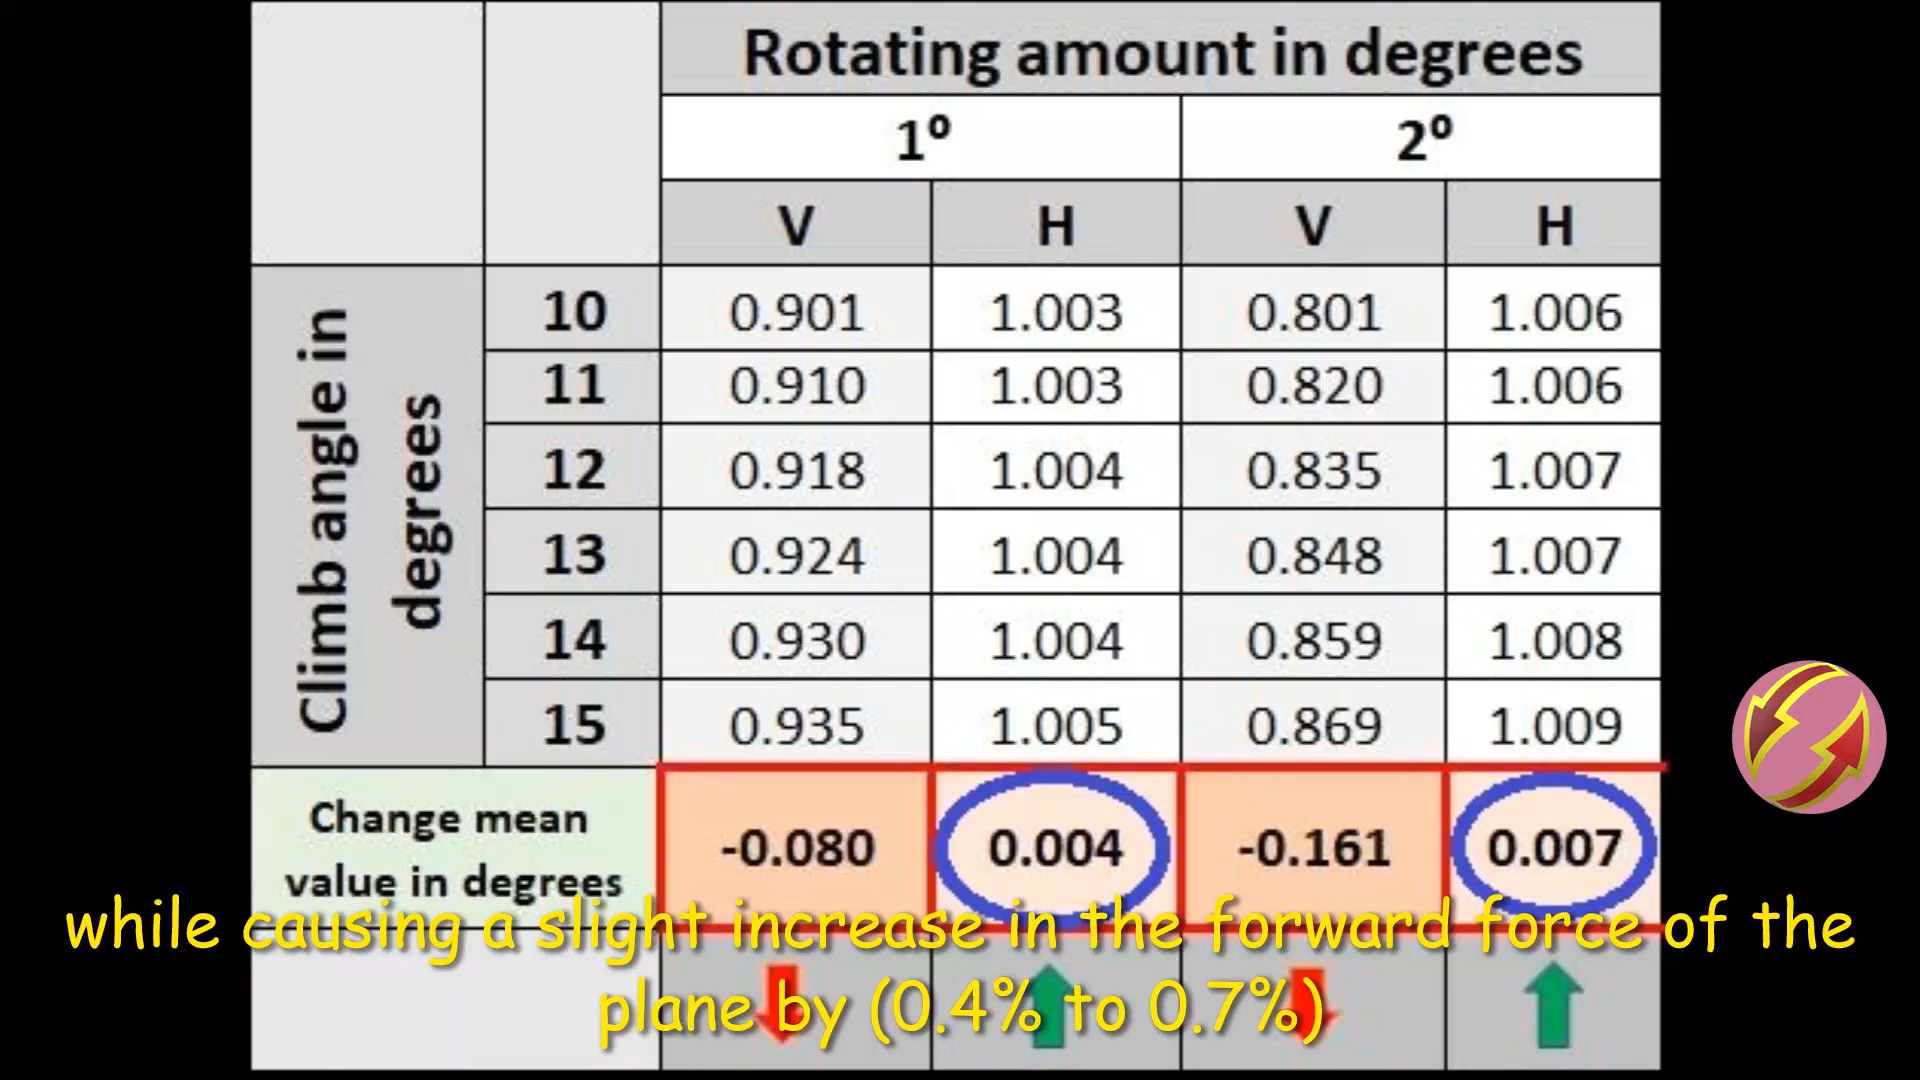 Rotating amount in degrees
1º 2º
V H V H
Climb angle in
degrees
10 0.901 1.003 0.801 1.006
11 0.910 1.003 0.820 1.006
12 0.918 1.004 0.835 1.007
13 0.924 1.004 0.848 1.007
14 0.930 1.004 0.859 1.008
15 0.935 1.005 0.869 1.009
Change mean
value in degrees
-0.080 0.004 -0.161 0.007
while causing a slight increase in the forward force of the
plane by (0.4% to 0.7%)